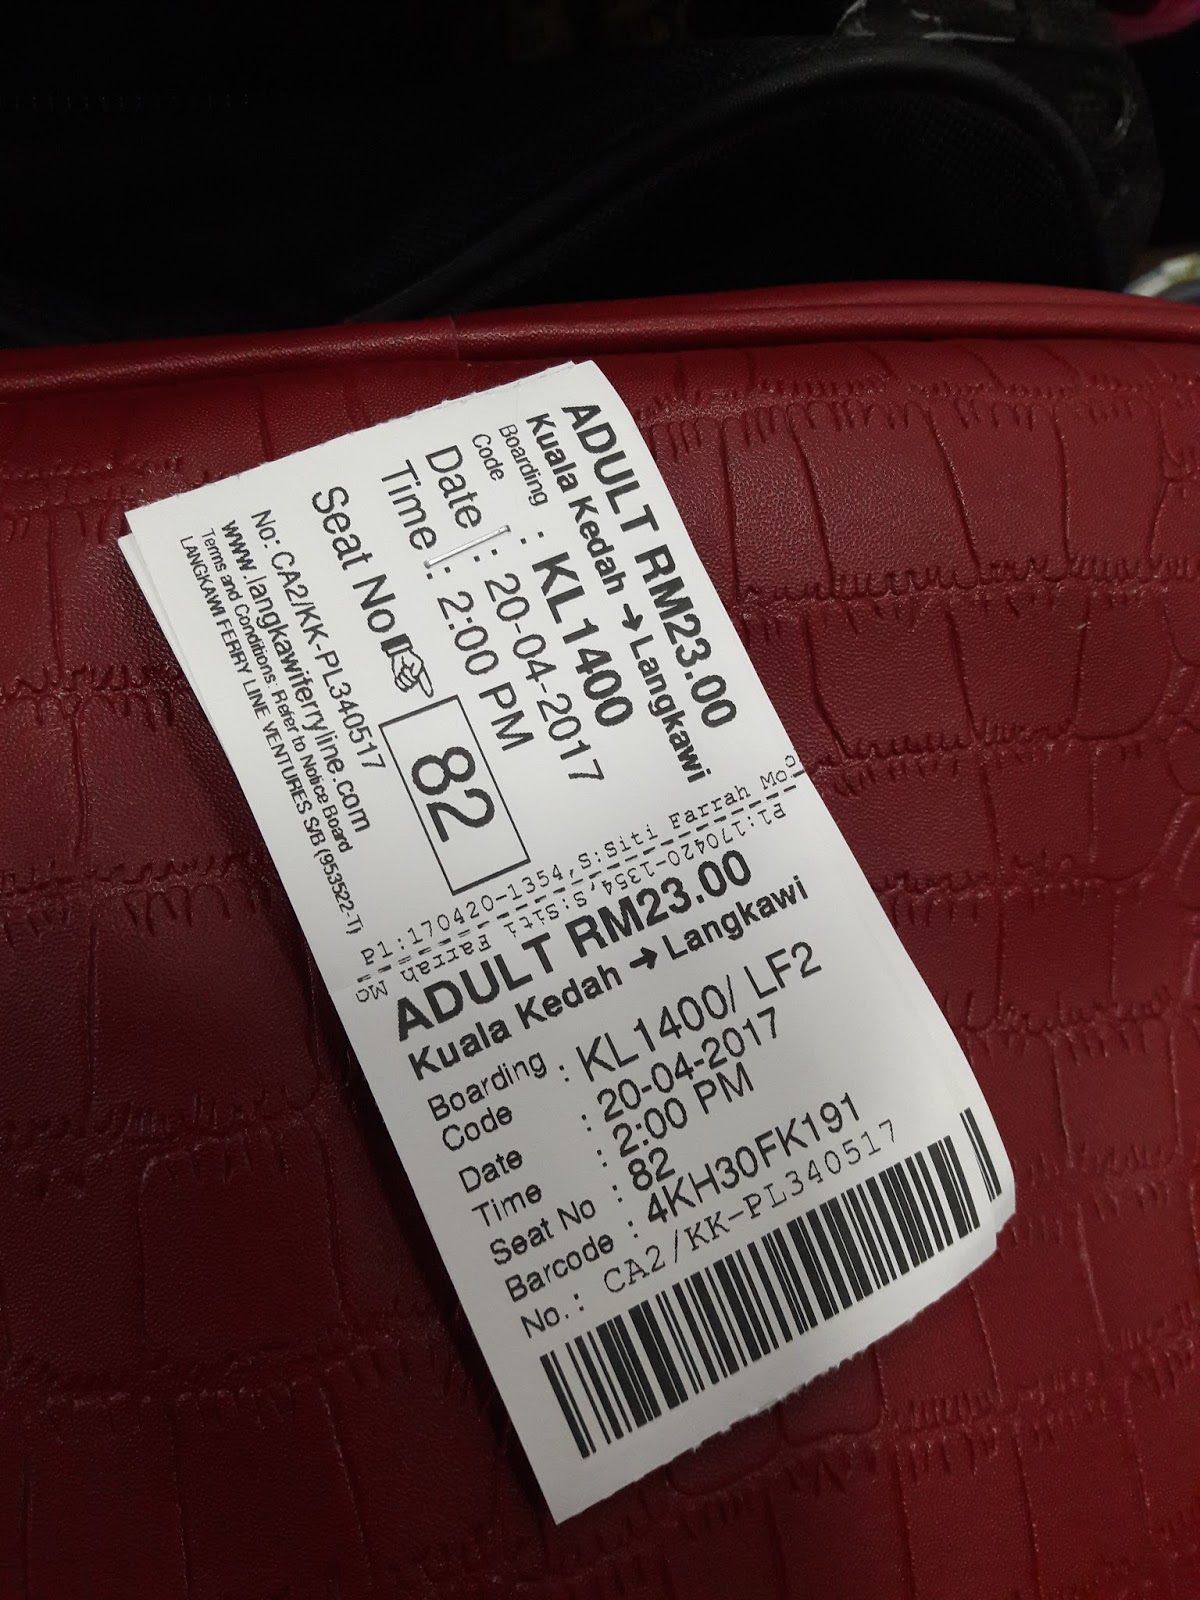 ADULT RM23.00
Kuala Kedah ➔ Langkawi
Boarding Code : KL1400
Date : 20-04-2017
Time : 2:00 PM
Seat No 82
No: CA2/KK-PL340517
www.langkawiferryline.com
Terms and Conditions: Refer to Notice Board
LANGKAWI FERRY LINE VENTURES S/B (953522-T)
P1:170420-1354,S:Siti Farrah Mo
P1:170420-1354,S:Siti Farrah Mo
ADULT RM23.00
Kuala Kedah ➔ Langkawi
Boarding Code : KL1400/ LF2
Date : 20-04-2017
Time : 2:00 PM
Seat No : 82
Barcode : 4KH30FK191
No.: CA2/KK-PL340517